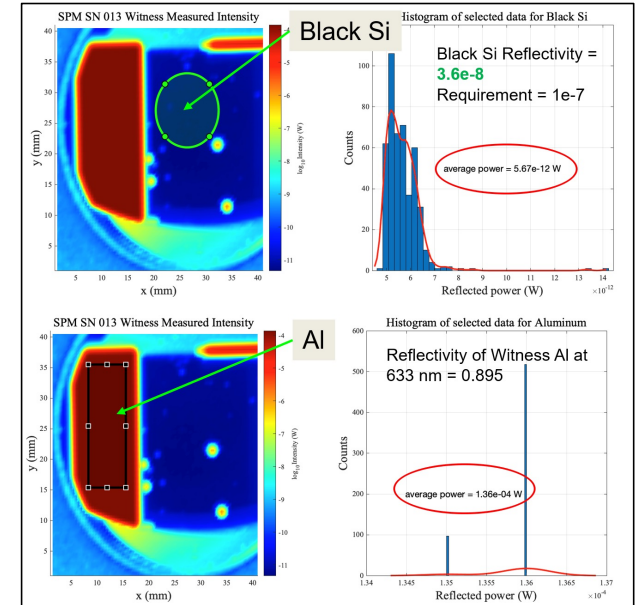 SPM SN 013 Witness Measured Intensity
Black Si
Histogram of selected data for Black Si
Black Si Reflectivity =
3.6e-8
Requirement = 1e-7
average power = 5.67e-12 W
40
35
30
25
20
15
10
5
y (mm)
5 10 15 20 25 30 35 40
x (mm)
-4
-5
-6
-7
-8
-9
-10
-11
log10Intensity (W)
100
80
60
40
20
0
Counts
5 6 7 8 9 10 11 12 13 14
Reflected power (W)
×10-12
SPM SN 013 Witness Measured Intensity
Al
Histogram of selected data for Aluminum
Reflectivity of Witness Al at
633 nm = 0.895
average power = 1.36e-04 W
40
35
30
25
20
15
10
5
y (mm)
5 10 15 20 25 30 35 40
x (mm)
-4
-5
-6
-7
-8
-9
-10
-11
log10Intensity (W)
600
500
400
300
200
100
0
Counts
1.34 1.345 1.35 1.355 1.36 1.365 1.37
Reflected power (W)
×10-4